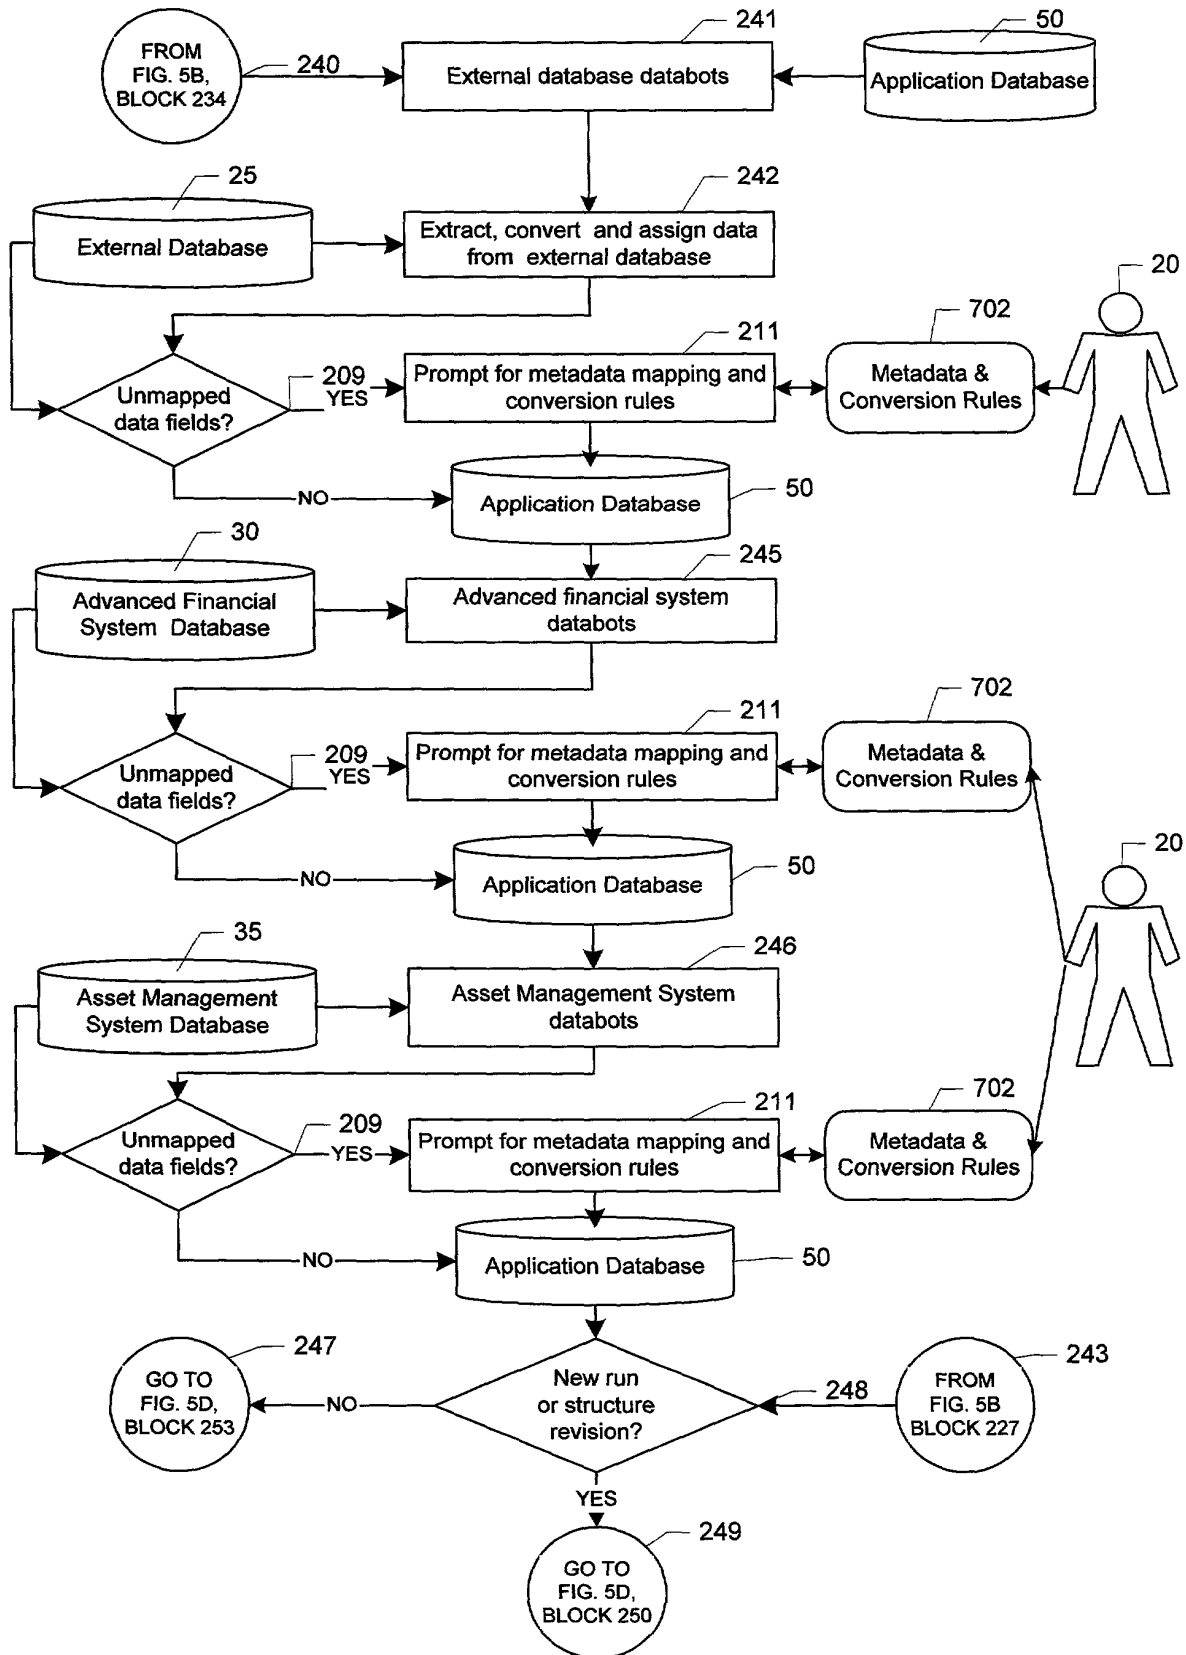 241
50
FROM
FIG. 5B,
BLOCK 234
240
External database databots
Application Database
25
242
External Database
Extract, convert and assign data
from external database
20
702
211
Unmapped
data fields?
209
YES
Prompt for metadata mapping and
conversion rules
Metadata &
Conversion Rules
NO
Application Database
50
30
245
Advanced Financial
System Database
Advanced financial system
databots
702
211
Unmapped
data fields?
209
YES
Prompt for metadata mapping and
conversion rules
Metadata &
Conversion Rules
20
NO
Application Database
50
35
246
Asset Management
System Database
Asset Management System
databots
702
211
Unmapped
data fields?
209
YES
Prompt for metadata mapping and
conversion rules
Metadata &
Conversion Rules
NO
Application Database
50
247
243
GO TO
FIG. 5D,
BLOCK 253
NO
New run
or structure
revision?
248
FROM
FIG. 5B
BLOCK 227
YES
249
GO TO
FIG. 5D,
BLOCK 250